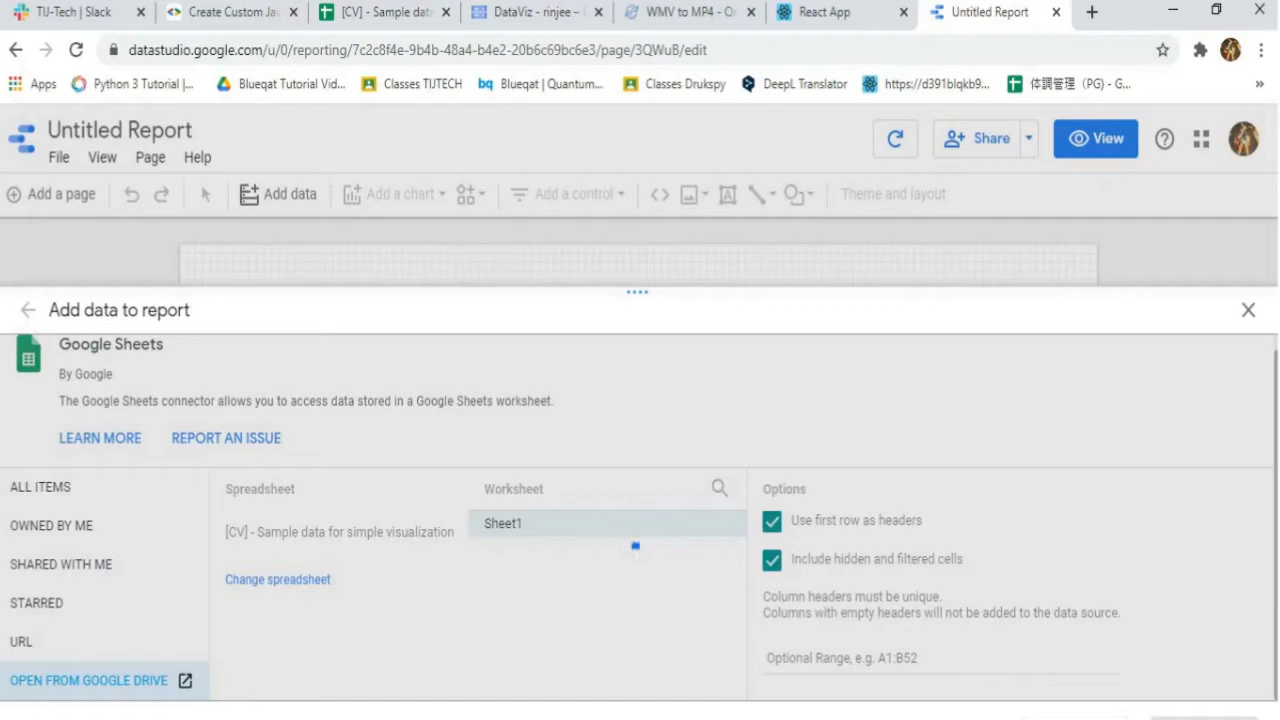 TIJ-Tech | Slack
Create Custom Jav
[CV] - Sample data
DataViz - rinjee –
WMV to MP4 - O
React App
Untitled Report
datastudio.google.com/u/0/reporting/7c2c8f4e-9b4b-48a4-b4e2-20b6c69bc6e3/page/3QWuB/edit
Apps
Python 3 Tutorial |...
Blueqat Tutorial Vid...
Classes TIJTECH
bq Blueqat | Quantum...
Classes Drukspy
DeepL Translator
https://d391blqkb9...
体調管理（PG) - G...
»
Untitled Report
File View Page Help
Share
View
Add a page
Add data
Add a chart
Add a control
Theme and layout
Add data to report
Google Sheets
By Google
The Google Sheets connector allows you to access data stored in a Google Sheets worksheet.
LEARN MORE REPORT AN ISSUE
ALL ITEMS
OWNED BY ME
SHARED WITH ME
STARRED
URL
OPEN FROM GOOGLE DRIVE
Spreadsheet
[CV] - Sample data for simple visualization
Change spreadsheet
Worksheet
Sheet1
Options
Use first row as headers
Include hidden and filtered cells
Column headers must be unique.
Columns with empty headers will not be added to the data source.
Optional Range, e.g. A1:B52